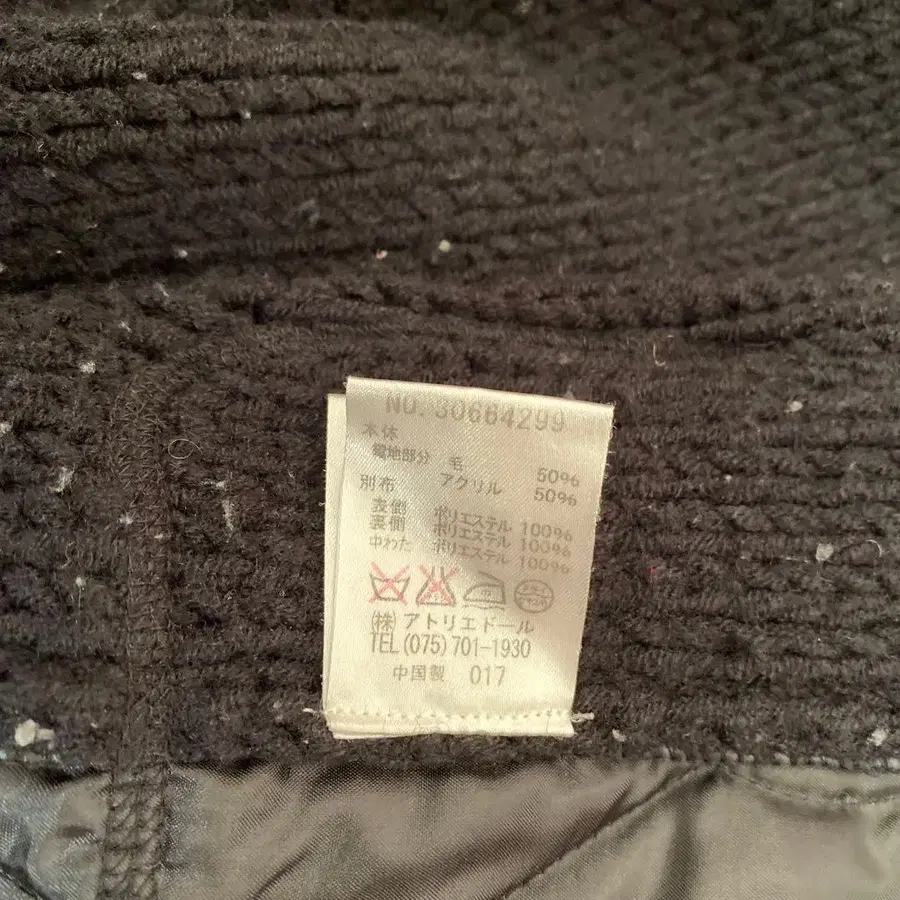 NO.30664299
本体
編地部分 毛 50%
アクリル 50%
別布
表側 ポリエステル 100%
裏側 ポリエステル 100%
中わた ポリエステル 100%
(株)アトリエドール
TEL(075)701-1930
中国製 017